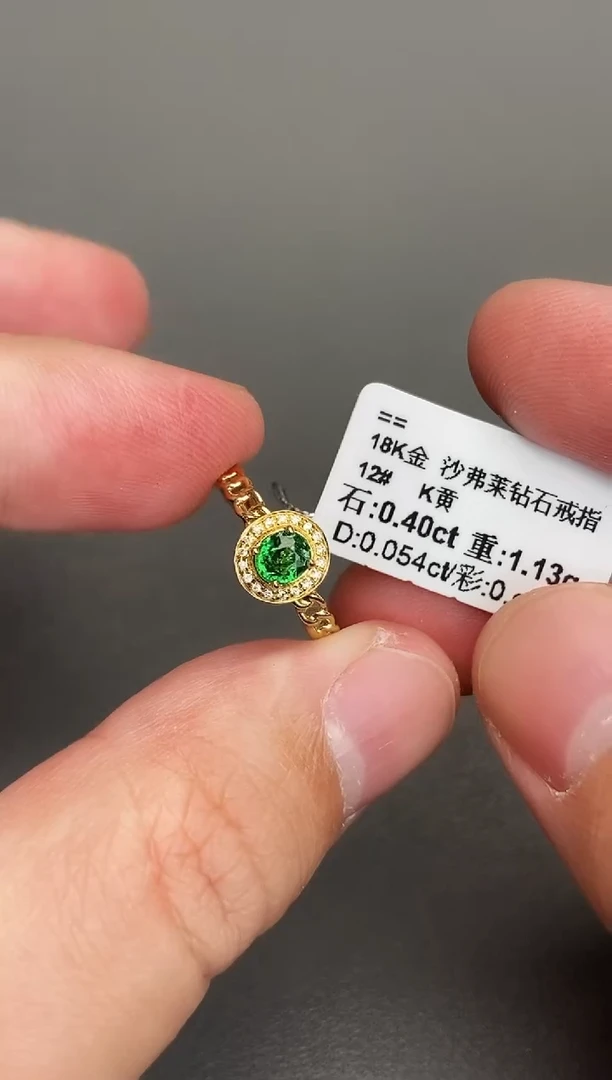 ==
18K金 沙弗莱钻石戒指
12# K黄
石:0.40ct 重:1.13g
D:0.054ct/彩:0.